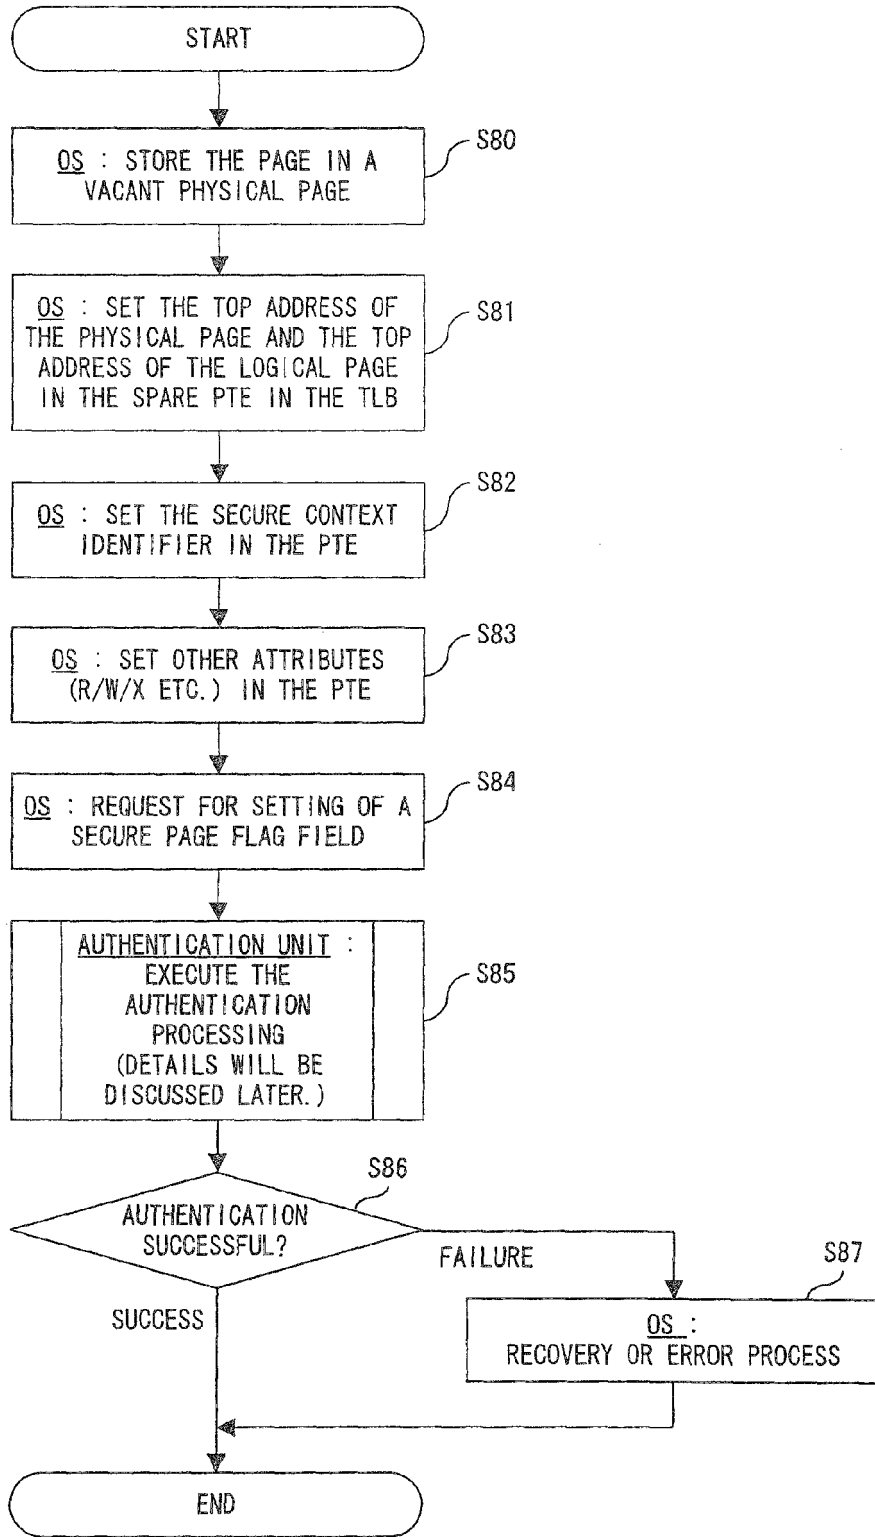 START
OS : STORE THE PAGE IN A
VACANT PHYSICAL PAGE
S80
OS : SET THE TOP ADDRESS OF
THE PHYSICAL PAGE AND THE TOP
ADDRESS OF THE LOGICAL PAGE
IN THE SPARE PTE IN THE TLB
S81
OS : SET THE SECURE CONTEXT
IDENTIFIER IN THE PTE
S82
OS : SET OTHER ATTRIBUTES
(R/W/X ETC.) IN THE PTE
S83
OS : REQUEST FOR SETTING OF A
SECURE PAGE FLAG FIELD
S84
AUTHENTICATION UNIT :
EXECUTE THE
AUTHENTICATION
PROCESSING
(DETAILS WILL BE
DISCUSSED LATER.)
S85
AUTHENTICATION
SUCCESSFUL?
S86
FAILURE
SUCCESS
OS :
RECOVERY OR ERROR PROCESS
S87
END